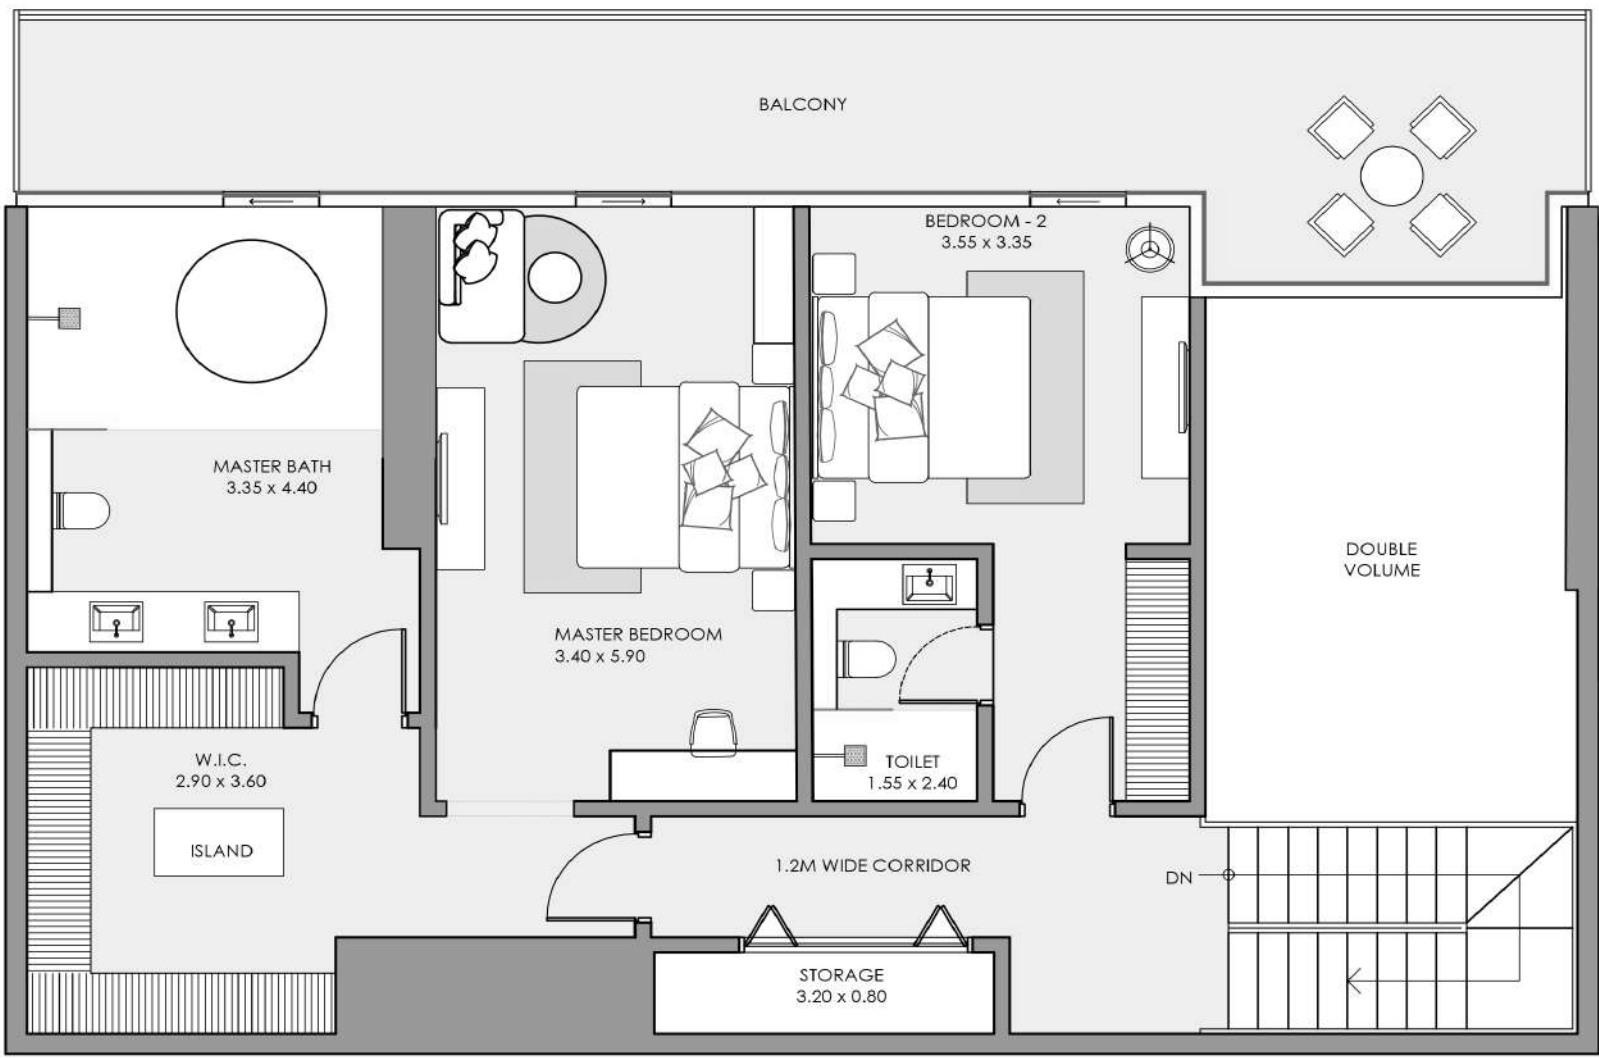 BALCONY
BEDROOM - 2
3.55 x 3.35
MASTER BATH
3.35 x 4.40
DOUBLE
VOLUME
MASTER BEDROOM
3.40 x 5.90
W.I.C.
2.90 x 3.60
TOILET
1.55 x 2.40
ISLAND
1.2M WIDE CORRIDOR
DN
STORAGE
3.20 x 0.80